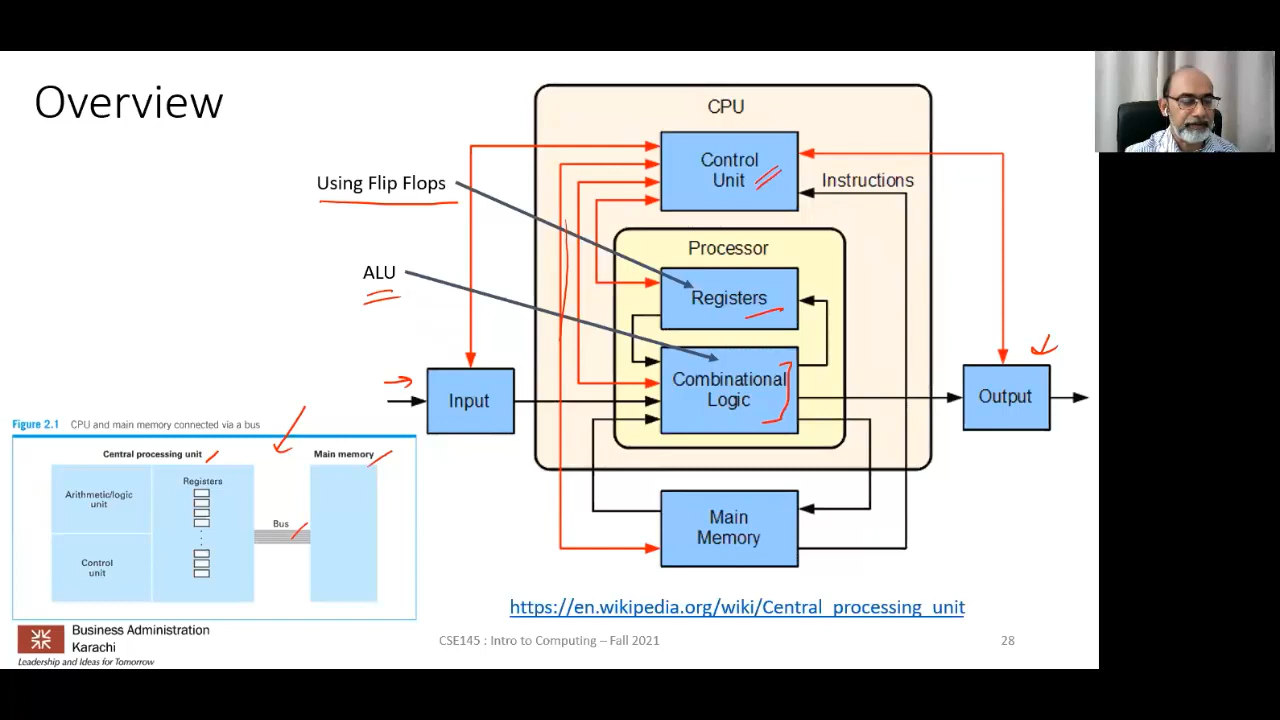 Overview
CPU
Control
Unit
Instructions
Using Flip Flops
Processor
ALU
Registers
Combinational
Logic
Input
Output
Main
Memory
Figure 2.1 CPU and main memory connected via a bus
Central processing unit
Main memory
Registers
Arithmetic/logic
unit
Bus
Control
unit
https://en.wikipedia.org/wiki/Central_processing_unit
Business Administration
Karachi
Leadership and Ideas for Tomorrow
CSE145 : Intro to Computing – Fall 2021
28